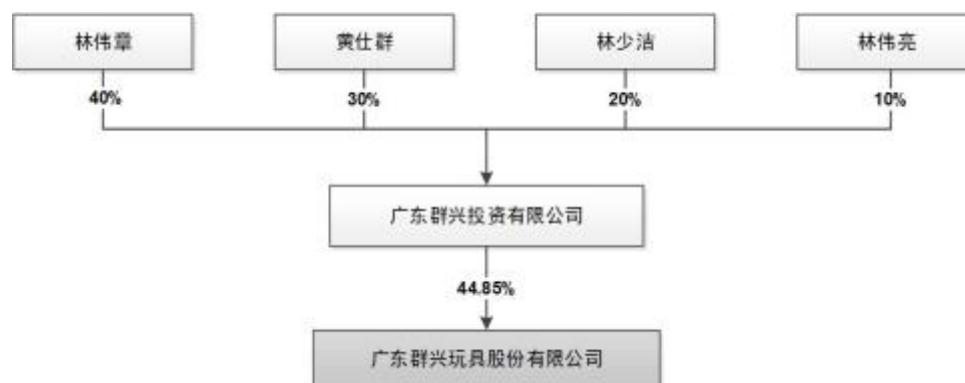 林伟章 黄仕群 林少洁 林伟亮
40% 30% 20% 10%
广东群兴投资有限公司
44.85%
广东群兴玩具股份有限公司